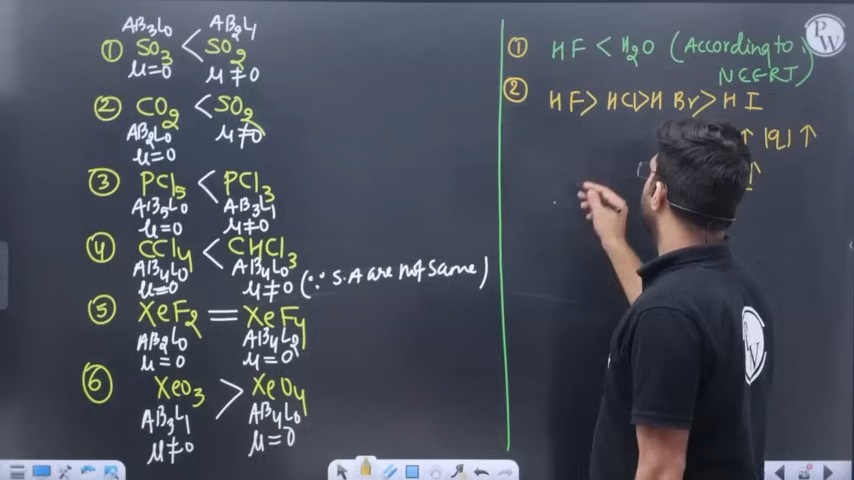 AB3L0 AB2L1
① SO3 < SO2
μ=0 μ≠0
② CO2 < SO2
AB2L0 μ≠0
μ=0
③ PCl5 < PCl3
AB5L0 AB3L1
μ=0 μ≠0
④ CCl4 < CHCl3
AB4L0 AB4L0
μ=0 μ≠0 (∵ S.A are not same)
⑤ XeF2 = XeF4
AB2L0 AB4L2
μ=0 μ=0
⑥ XeO3 > XeO4
AB3L1 AB4L0
μ≠0 μ=0
① HF < H2O (According to
NCERT)
② HF > HCl > HBr > HI
↑ |q| ↑
↑
PW